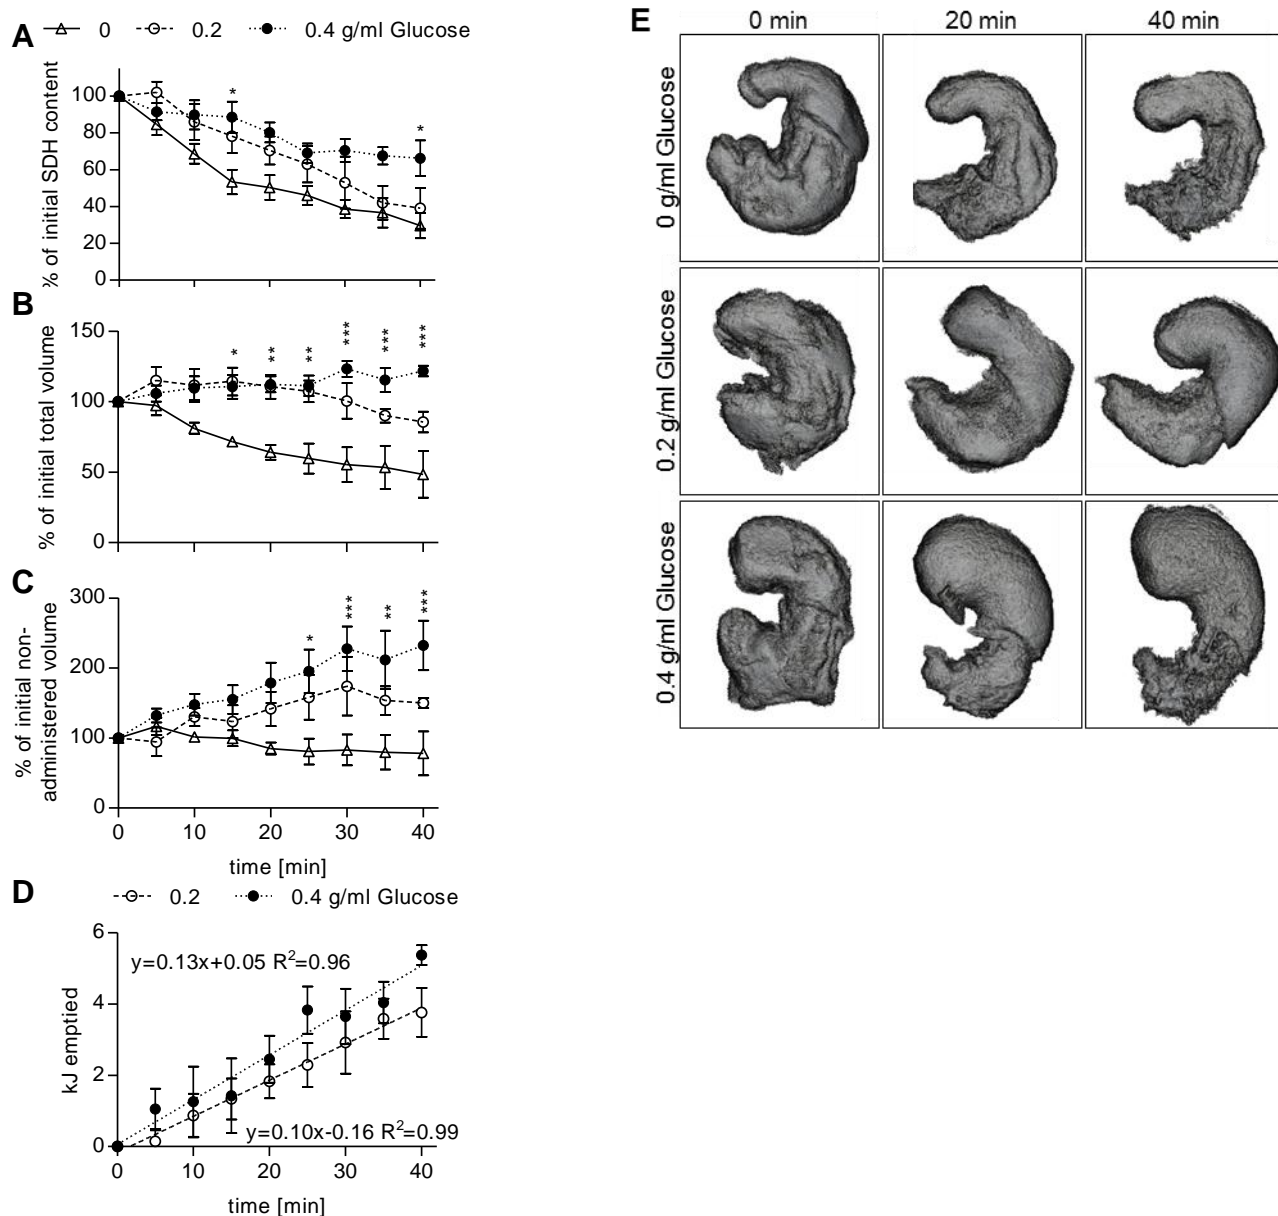 A
0 0.2 0.4 g/ml Glucose
% of initial SDH content
100
80
60
40
20
0
*
*
B
% of initial total volume
150
100
50
0
*
**
**
***
***
***
C
% of initial non-
administered volume
300
200
100
0
*
***
**
***
0 10 20 30 40
time [min]
D
0.2 0.4 g/ml Glucose
kJ emptied
6
4
2
0
y=0.13x+0.05 R²=0.96
y=0.10x-0.16 R²=0.99
0 10 20 30 40
time [min]
E
0 min 20 min 40 min
0 g/ml Glucose
0.2 g/ml Glucose
0.4 g/ml Glucose